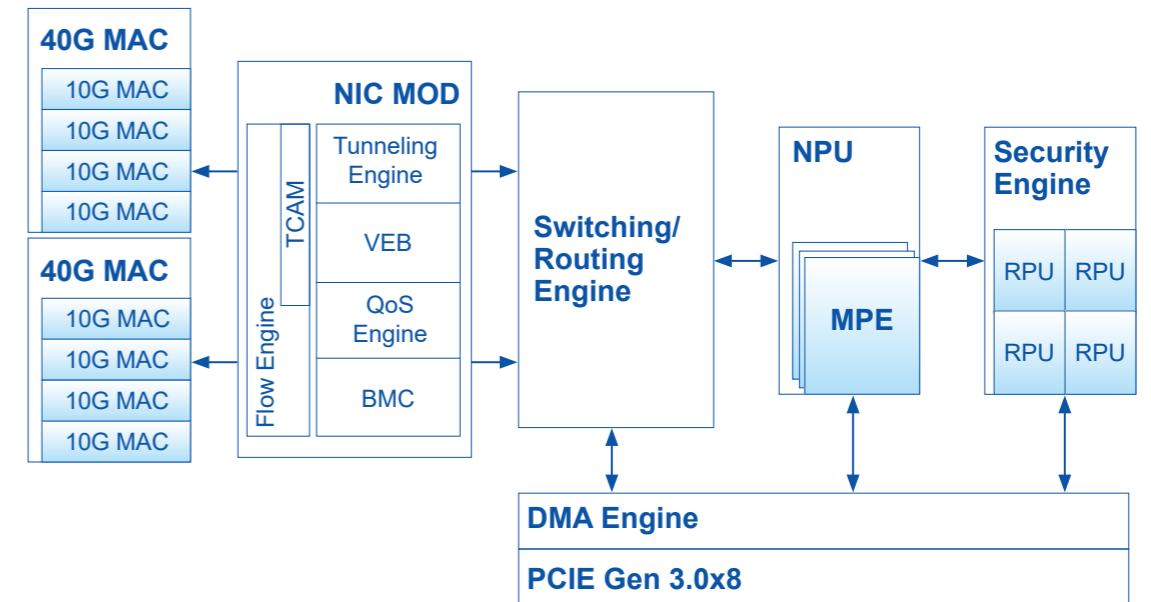 40G MAC
10G MAC
10G MAC
10G MAC
10G MAC
40G MAC
10G MAC
10G MAC
10G MAC
10G MAC
NIC MOD
Flow Engine
TCAM
Tunneling
Engine
VEB
QoS
Engine
BMC
Switching/
Routing
Engine
NPU
MPE
Security
Engine
RPU
RPU
RPU
RPU
DMA Engine
PCIE Gen 3.0x8